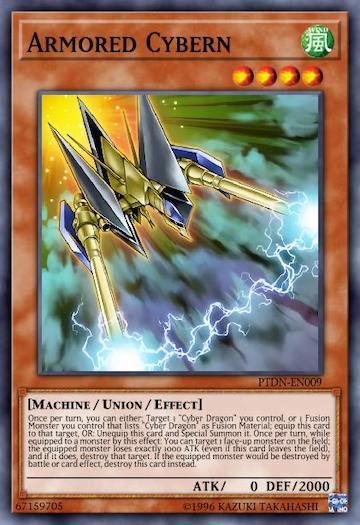 ARMORED CYBERN
WIND
風
PTDN-EN009
[MACHINE / UNION / EFFECT]
Once per turn, you can either: Target 1 "Cyber Dragon" you control, or 1 Fusion
Monster you control that lists "Cyber Dragon" as Fusion Material; equip this card
to that target, OR: Unequip this card and Special Summon it. Once per turn, while
equipped to a monster by this effect: You can target 1 face-up monster on the field;
the equipped monster loses exactly 1000 ATK (even if this card leaves the field),
and if it does, destroy that target. If the equipped monster would be destroyed by
battle or card effect, destroy this card instead.
ATK/ 0 DEF/2000
67159705
©1996 KAZUKI TAKAHASHI